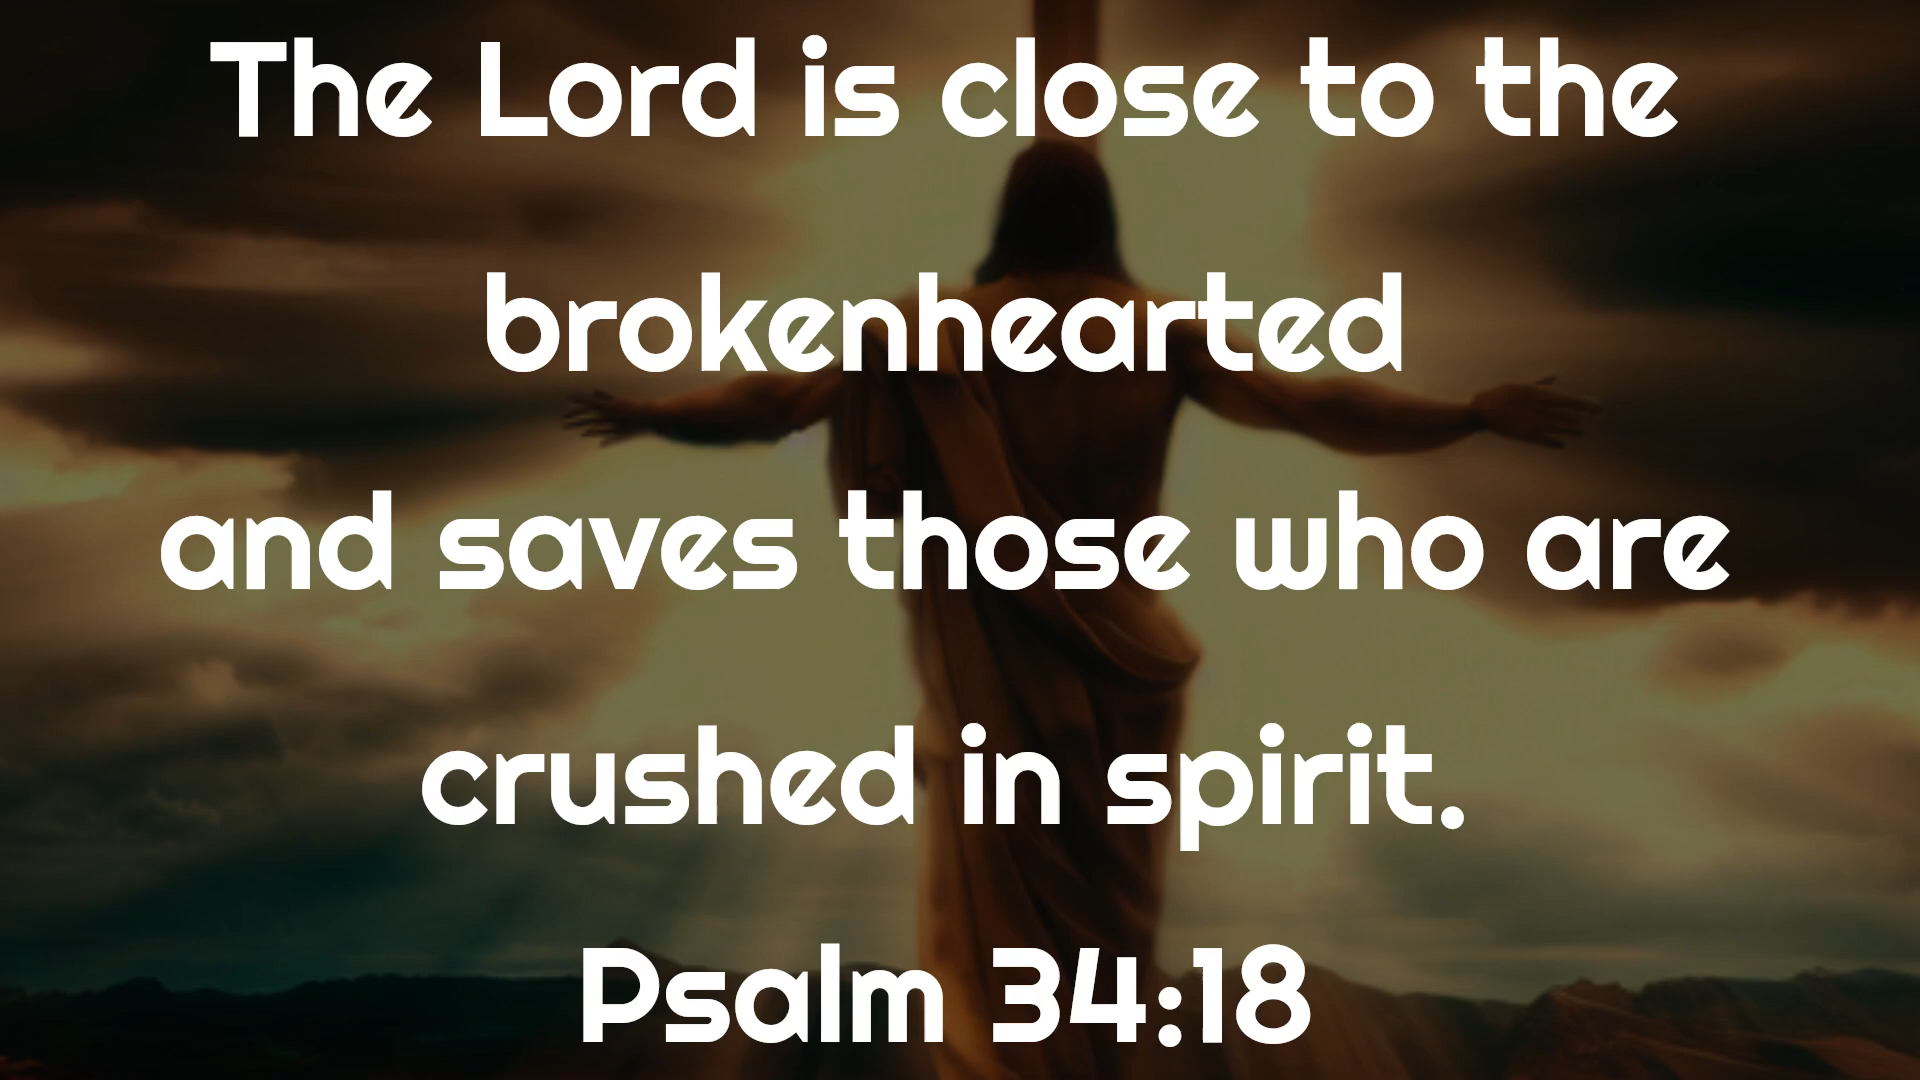 The Lord is close to the
brokenhearted
and saves those who are
crushed in spirit.
Psalm 34:18